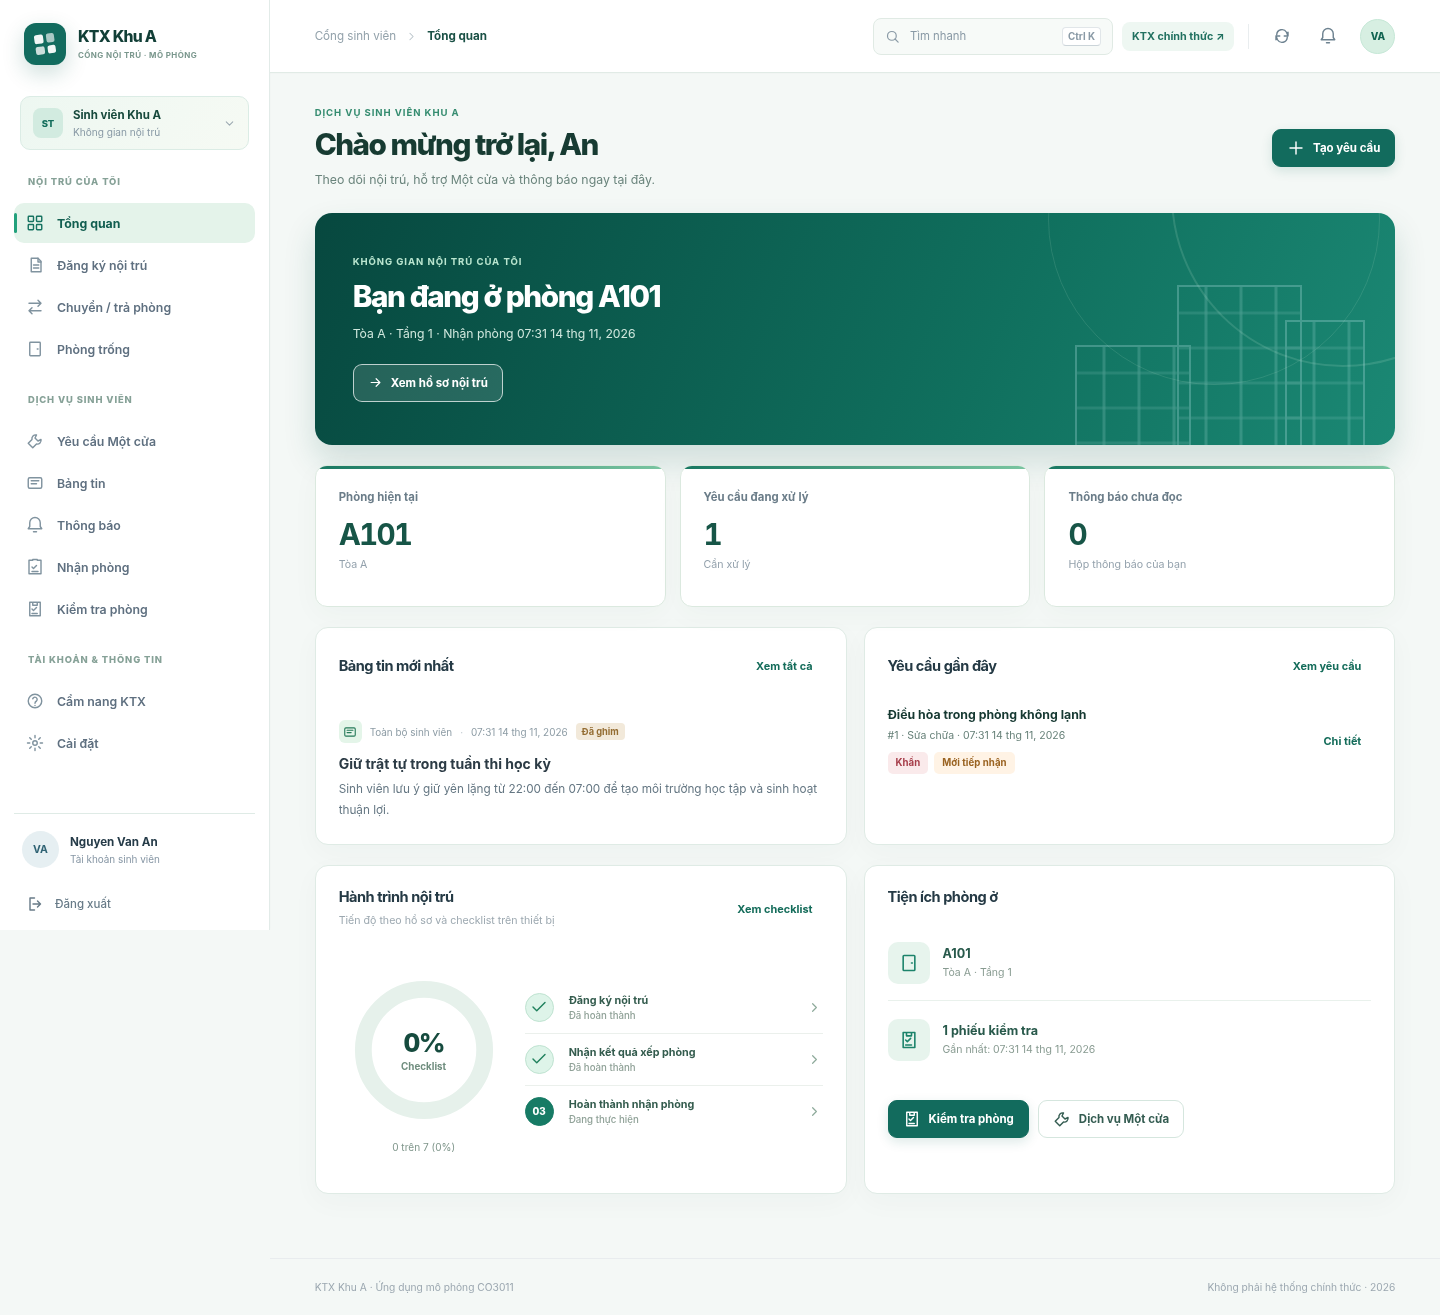 KTX Khu A
CỔNG NỘI TRÚ · MÔ PHỎNG
ST
Sinh viên Khu A
Không gian nội trú
NỘI TRÚ CỦA TÔI
Tổng quan
Đăng ký nội trú
Chuyển / trả phòng
Phòng trống
DỊCH VỤ SINH VIÊN
Yêu cầu Một cửa
Bảng tin
Thông báo
Nhận phòng
Kiểm tra phòng
TÀI KHOẢN & THÔNG TIN
Cẩm nang KTX
Cài đặt
VA
Nguyen Van An
Tài khoản sinh viên
Đăng xuất
Cổng sinh viên
Tổng quan
Tìm nhanh
Ctrl K
KTX chính thức ↗
VA
DỊCH VỤ SINH VIÊN KHU A
Chào mừng trở lại, An
Theo dõi nội trú, hỗ trợ Một cửa và thông báo ngay tại đây.
Tạo yêu cầu
KHÔNG GIAN NỘI TRÚ CỦA TÔI
Bạn đang ở phòng A101
Tòa A · Tầng 1 · Nhận phòng 07:31 14 thg 11, 2026
Xem hồ sơ nội trú
Phòng hiện tại
A101
Tòa A
Yêu cầu đang xử lý
1
Cần xử lý
Thông báo chưa đọc
0
Hộp thông báo của bạn
Bảng tin mới nhất
Xem tất cả
Toàn bộ sinh viên · 07:31 14 thg 11, 2026 Đã ghim
Giữ trật tự trong tuần thi học kỳ
Sinh viên lưu ý giữ yên lặng từ 22:00 đến 07:00 để tạo môi trường học tập và sinh hoạt
thuận lợi.
Yêu cầu gần đây
Xem yêu cầu
Điều hòa trong phòng không lạnh
#1 · Sửa chữa · 07:31 14 thg 11, 2026
Khẩn
Mới tiếp nhận
Chi tiết
Hành trình nội trú
Tiến độ theo hồ sơ và checklist trên thiết bị
Xem checklist
0%
Checklist
0 trên 7 (0%)
Đăng ký nội trú
Đã hoàn thành
Nhận kết quả xếp phòng
Đã hoàn thành
03
Hoàn thành nhận phòng
Đang thực hiện
Tiện ích phòng ở
A101
Tòa A · Tầng 1
1 phiếu kiểm tra
Gần nhất: 07:31 14 thg 11, 2026
Kiểm tra phòng
Dịch vụ Một cửa
KTX Khu A · Ứng dụng mô phỏng CO3011
Không phải hệ thống chính thức · 2026